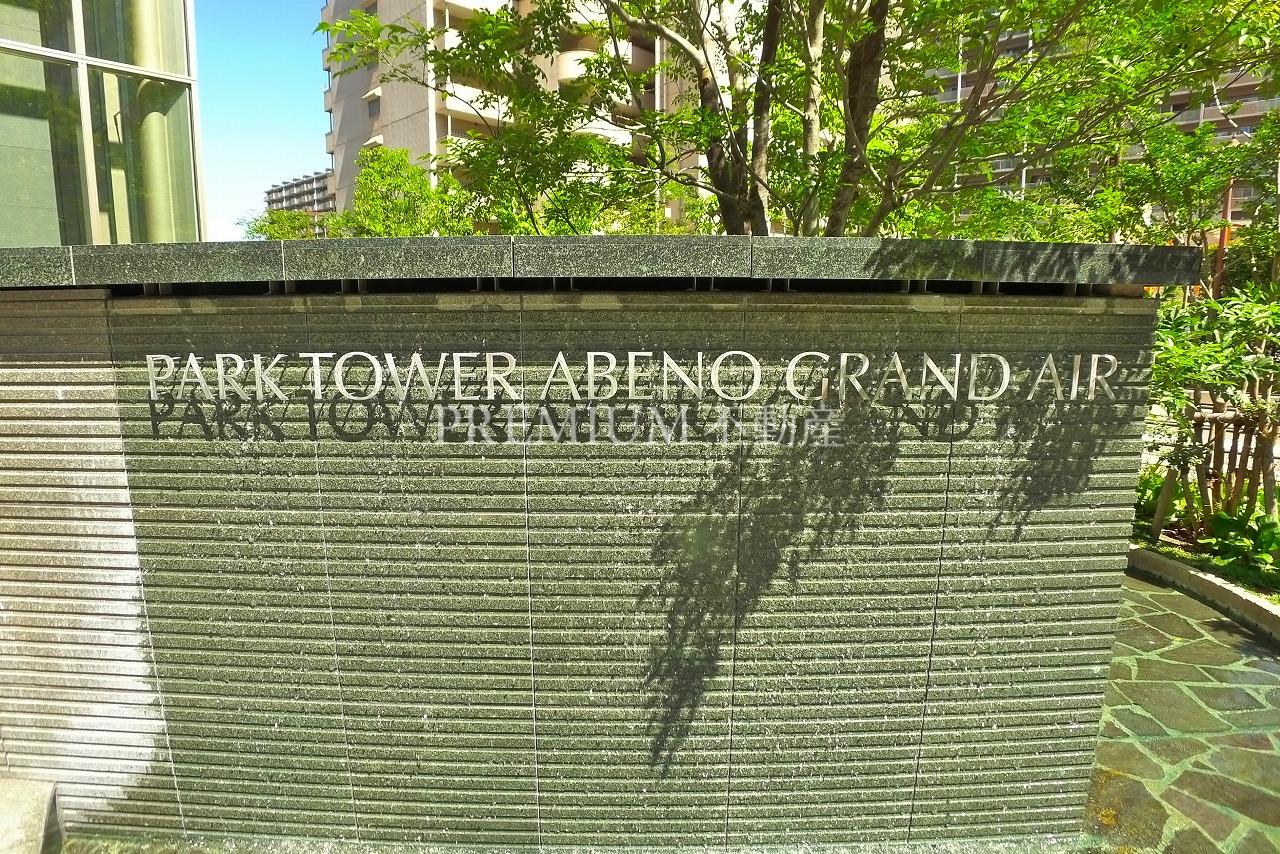 PARK TOWER ABENO GRAND AIR
PREMIUM不動産